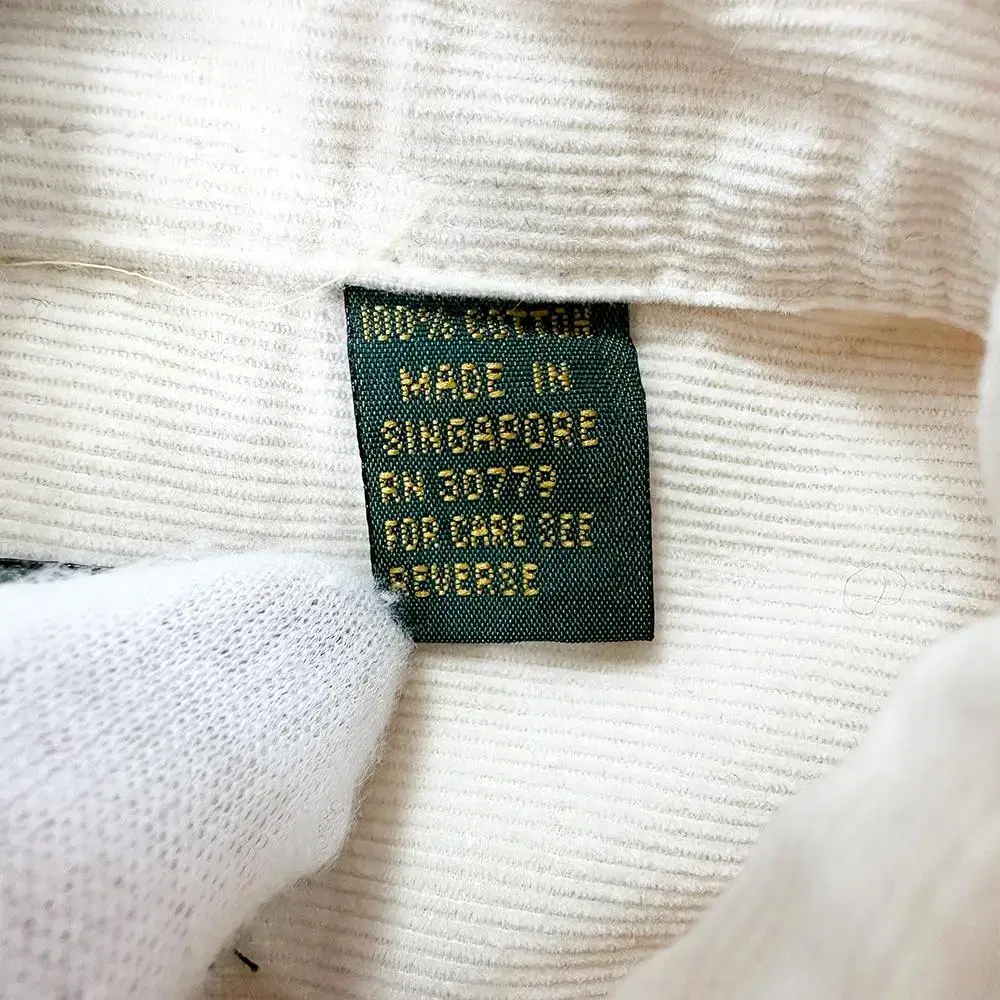 100% COTTON
MADE IN
SINGAPORE
RN 30779
FOR CARE SEE
REVERSE